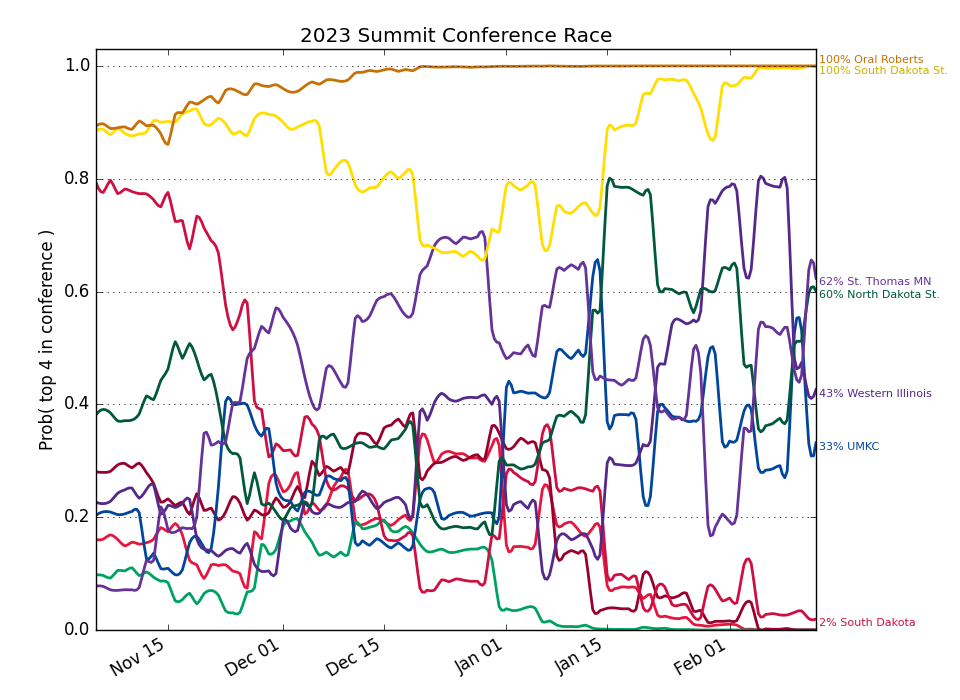 2023 Summit Conference Race
Prob( top 4 in conference )
1.0
0.8
0.6
0.4
0.2
0.0
Nov 15
Dec 01
Dec 15
Jan 01
Jan 15
Feb 01
100% Oral Roberts
100% South Dakota St.
62% St. Thomas MN
60% North Dakota St.
43% Western Illinois
33% UMKC
2% South Dakota